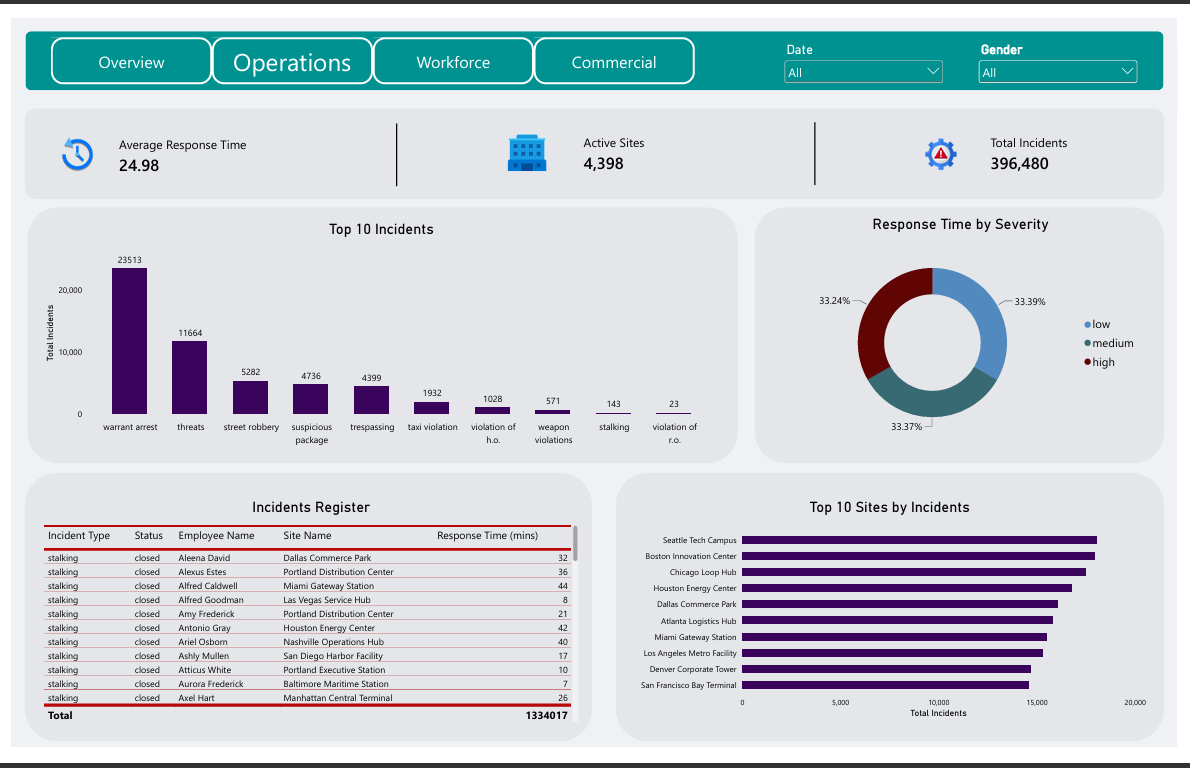 Overview Operations Workforce Commercial
Date
All
Gender
All
Average Response Time
24.98
Active Sites
4,398
Total Incidents
396,480
Top 10 Incidents
Total Incidents
20,000
10,000
0
23513
11664
5282
4736
4399
1932
1028
571
143
23
warrant arrest
threats
street robbery
suspicious
package
trespassing
taxi violation
violation of
h.o.
weapon
violations
stalking
violation of
r.o.
Response Time by Severity
33.24%
33.39%
33.37%
low
medium
high
Incidents Register
Incident Type Status Employee Name Site Name Response Time (mins)
stalking closed Aleena David Dallas Commerce Park 32
stalking closed Alexus Estes Portland Distribution Center 36
stalking closed Alfred Caldwell Miami Gateway Station 44
stalking closed Alfred Goodman Las Vegas Service Hub 8
stalking closed Amy Frederick Portland Distribution Center 21
stalking closed Antonio Gray Houston Energy Center 42
stalking closed Ariel Osborn Nashville Operations Hub 40
stalking closed Ashly Mullen San Diego Harbor Facility 17
stalking closed Atticus White Portland Executive Station 10
stalking closed Aurora Frederick Baltimore Maritime Station 7
stalking closed Axel Hart Manhattan Central Terminal 26
Total 1334017
Top 10 Sites by Incidents
Seattle Tech Campus
Boston Innovation Center
Chicago Loop Hub
Houston Energy Center
Dallas Commerce Park
Atlanta Logistics Hub
Miami Gateway Station
Los Angeles Metro Facility
Denver Corporate Tower
San Francisco Bay Terminal
0 5,000 10,000 15,000 20,000
Total Incidents